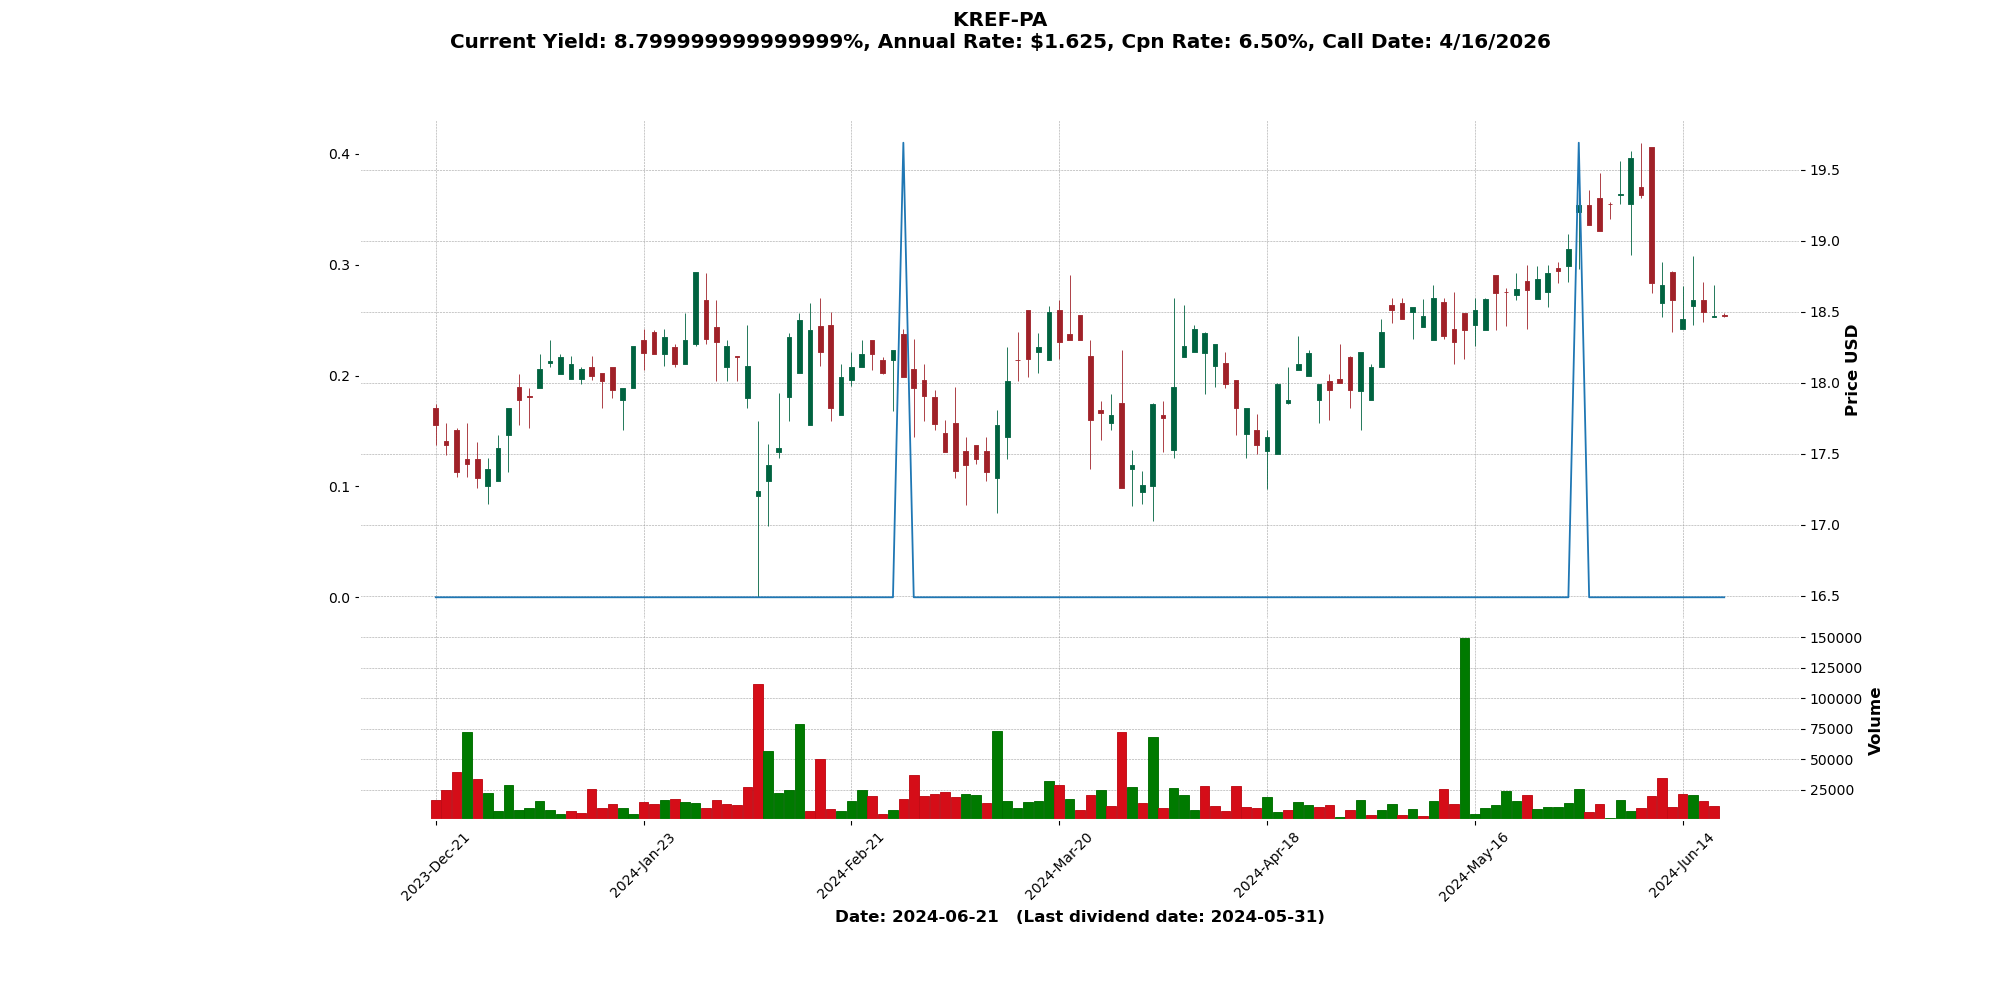 KREF-PA
Current Yield: 8.799999999999999%, Annual Rate: $1.625, Cpn Rate: 6.50%, Call Date: 4/16/2026
0.4
0.3
0.2
0.1
0.0
19.5
19.0
18.5
18.0
17.5
17.0
16.5
Price USD
150000
125000
100000
75000
50000
25000
Volume
2023-Dec-21
2024-Jan-23
2024-Feb-21
2024-Mar-20
2024-Apr-18
2024-May-16
2024-Jun-14
Date: 2024-06-21 (Last dividend date: 2024-05-31)